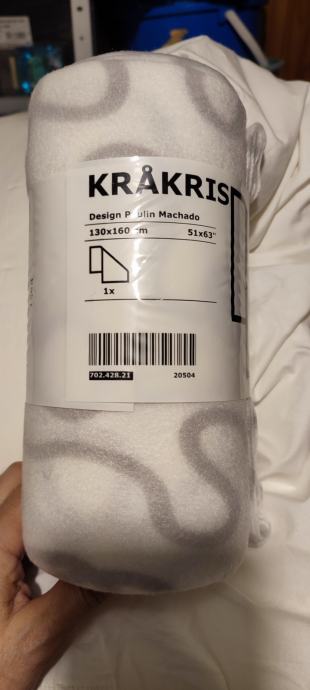 KRÅKRIS
Design Paulin Machado
130x160 cm 51x63"
1x
702.428.21 20504